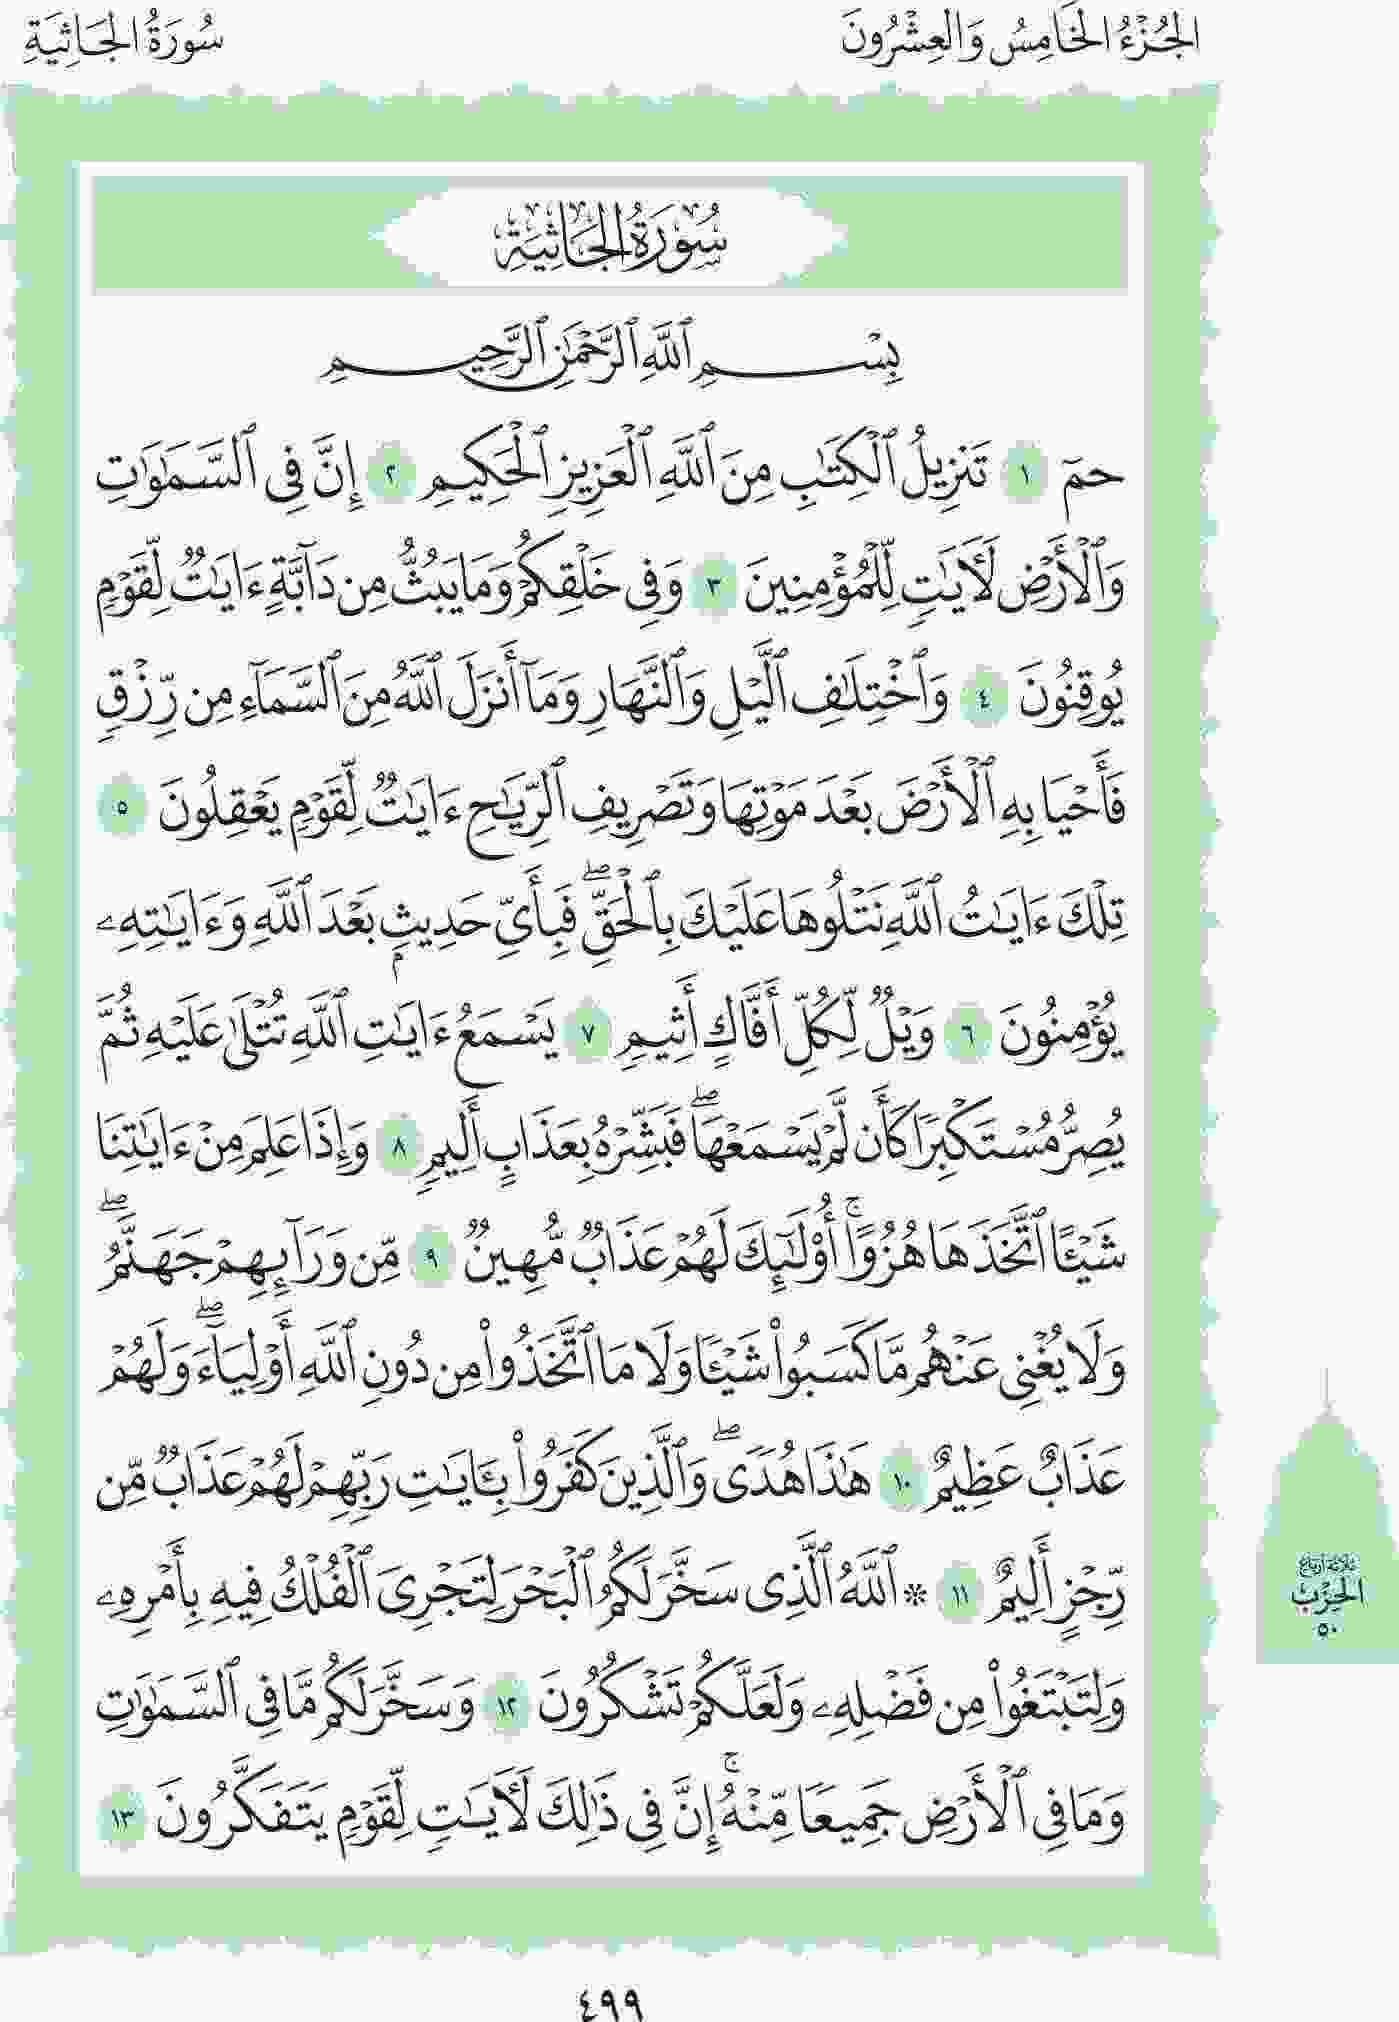 الجُزْءُ الخَامِسُ وَالعِشْرُونَ
سُورَةُ الجَاثِيَةِ
سُورَةُ الجَاثِيَةِ
بِسْمِ ٱللَّهِ ٱلرَّحْمَٰنِ ٱلرَّحِيمِ
حمٓ ١ تَنزِيلُ ٱلْكِتَٰبِ مِنَ ٱللَّهِ ٱلْعَزِيزِ ٱلْحَكِيمِ ٢ إِنَّ فِى ٱلسَّمَٰوَٰتِ
وَٱلْأَرْضِ لَءَايَٰتٍ لِّلْمُؤْمِنِينَ ٣ وَفِى خَلْقِكُمْ وَمَا يَبُثُّ مِن دَآبَّةٍ ءَايَٰتٌ لِّقَوْمٍ
يُوقِنُونَ ٤ وَٱخْتِلَٰفِ ٱلَّيْلِ وَٱلنَّهَارِ وَمَآ أَنزَلَ ٱللَّهُ مِنَ ٱلسَّمَآءِ مِن رِّزْقٍ
فَأَحْيَا بِهِ ٱلْأَرْضَ بَعْدَ مَوْتِهَا وَتَصْرِيفِ ٱلرِّيَٰحِ ءَايَٰتٌ لِّقَوْمٍ يَعْقِلُونَ ٥
تِلْكَ ءَايَٰتُ ٱللَّهِ نَتْلُوهَا عَلَيْكَ بِٱلْحَقِّ ۖ فَبِأَىِّ حَدِيثٍۭ بَعْدَ ٱللَّهِ وَءَايَٰتِهِۦ
يُؤْمِنُونَ ٦ وَيْلٌ لِّكُلِّ أَفَّاكٍ أَثِيمٍ ٧ يَسْمَعُ ءَايَٰتِ ٱللَّهِ تُتْلَىٰ عَلَيْهِ ثُمَّ
يُصِرُّ مُسْتَكْبِرًا كَأَن لَّمْ يَسْمَعْهَا ۖ فَبَشِّرْهُ بِعَذَابٍ أَلِيمٍ ٨ وَإِذَا عَلِمَ مِنْ ءَايَٰتِنَا
شَيْـًٔا ٱتَّخَذَهَا هُزُوًا ۚ أُو۟لَٰٓئِكَ لَهُمْ عَذَابٌ مُّهِينٌ ٩ مِّن وَرَآئِهِمْ جَهَنَّمُ ۖ
وَلَا يُغْنِى عَنْهُم مَّا كَسَبُوا۟ شَيْـًٔا وَلَا مَا ٱتَّخَذُوا۟ مِن دُونِ ٱللَّهِ أَوْلِيَآءَ ۖ وَلَهُمْ
عَذَابٌ عَظِيمٌ ١٠ هَٰذَا هُدًى ۖ وَٱلَّذِينَ كَفَرُوا۟ بِـَٔايَٰتِ رَبِّهِمْ لَهُمْ عَذَابٌ مِّن
رِّجْزٍ أَلِيمٌ ١١ ۞ ٱللَّهُ ٱلَّذِى سَخَّرَ لَكُمُ ٱلْبَحْرَ لِتَجْرِىَ ٱلْفُلْكُ فِيهِ بِأَمْرِهِۦ
وَلِتَبْتَغُوا۟ مِن فَضْلِهِۦ وَلَعَلَّكُمْ تَشْكُرُونَ ١٢ وَسَخَّرَ لَكُم مَّا فِى ٱلسَّمَٰوَٰتِ
وَمَا فِى ٱلْأَرْضِ جَمِيعًا مِّنْهُ ۚ إِنَّ فِى ذَٰلِكَ لَءَايَٰتٍ لِّقَوْمٍ يَتَفَكَّرُونَ ١٣
ثلاثة أرباع
الحِزْب
٥٠
٤٩٩